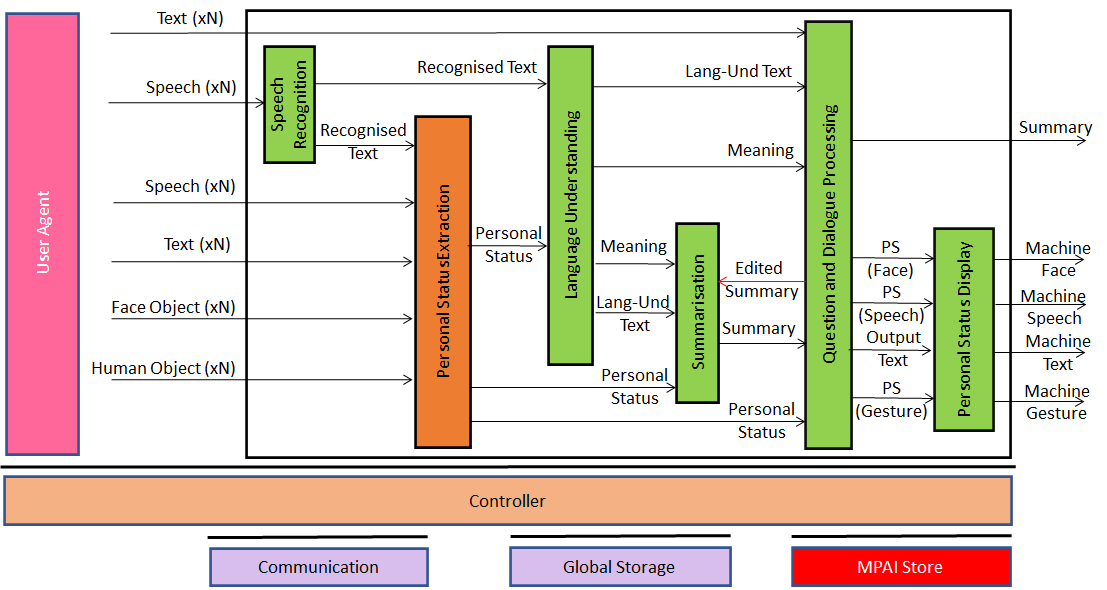 User Agent
Text (xN)
Speech (xN)
Speech (xN)
Text (xN)
Face Object (xN)
Human Object (xN)
Speech
Recognition
Recognised Text
Recognised
Text
Personal StatusExtraction
Personal
Status
Language Understanding
Lang-Und Text
Meaning
Meaning
Lang-Und
Text
Summarisation
Edited
Summary
Summary
Personal
Status
Personal
Status
Question and Dialogue Processing
Summary
PS
(Face)
PS
(Speech)
Output
Text
PS
(Gesture)
Personal Status Display
Machine
Face
Machine
Speech
Machine
Text
Machine
Gesture
Controller
Communication
Global Storage
MPAI Store